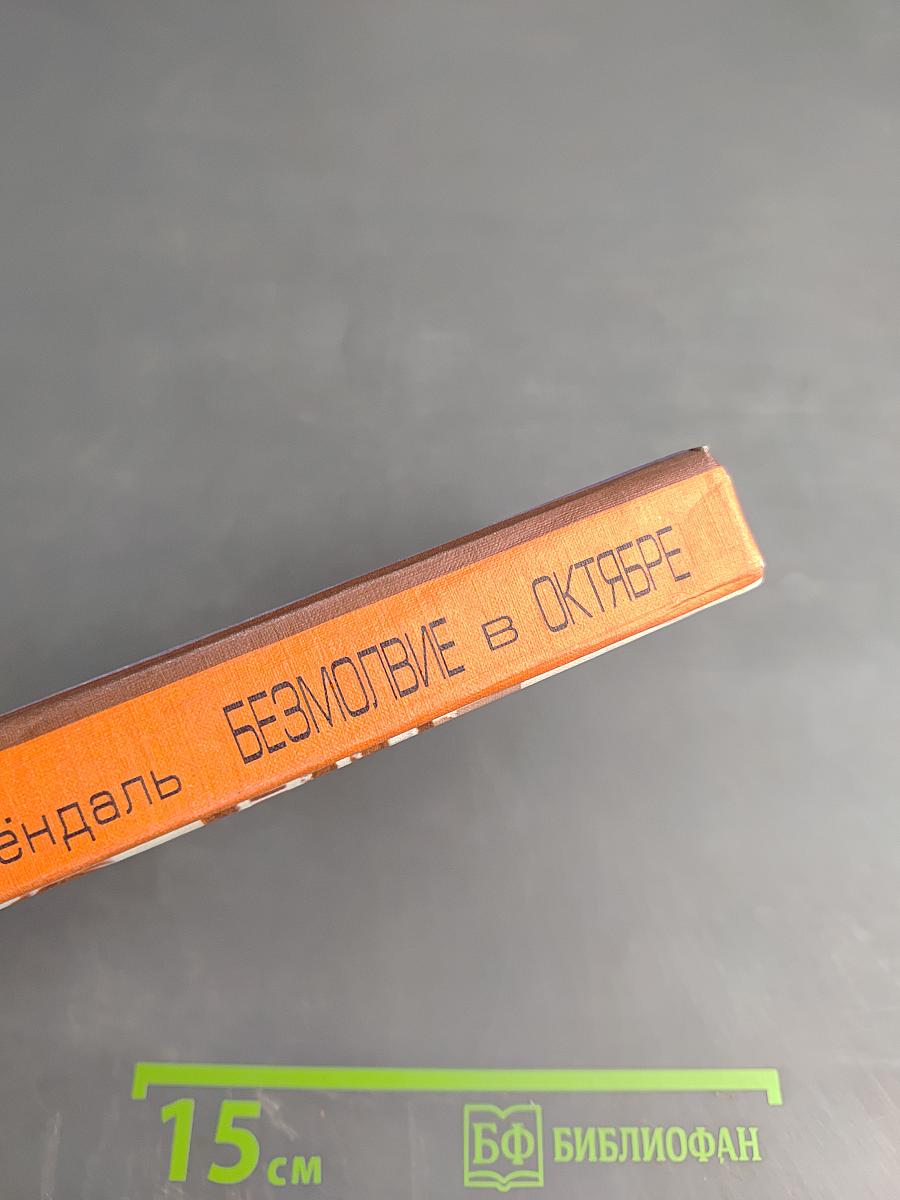 ёндаль БЕЗМОЛВИЕ в ОКТЯБРЕ
15 см
БФ БИБЛИОФАН